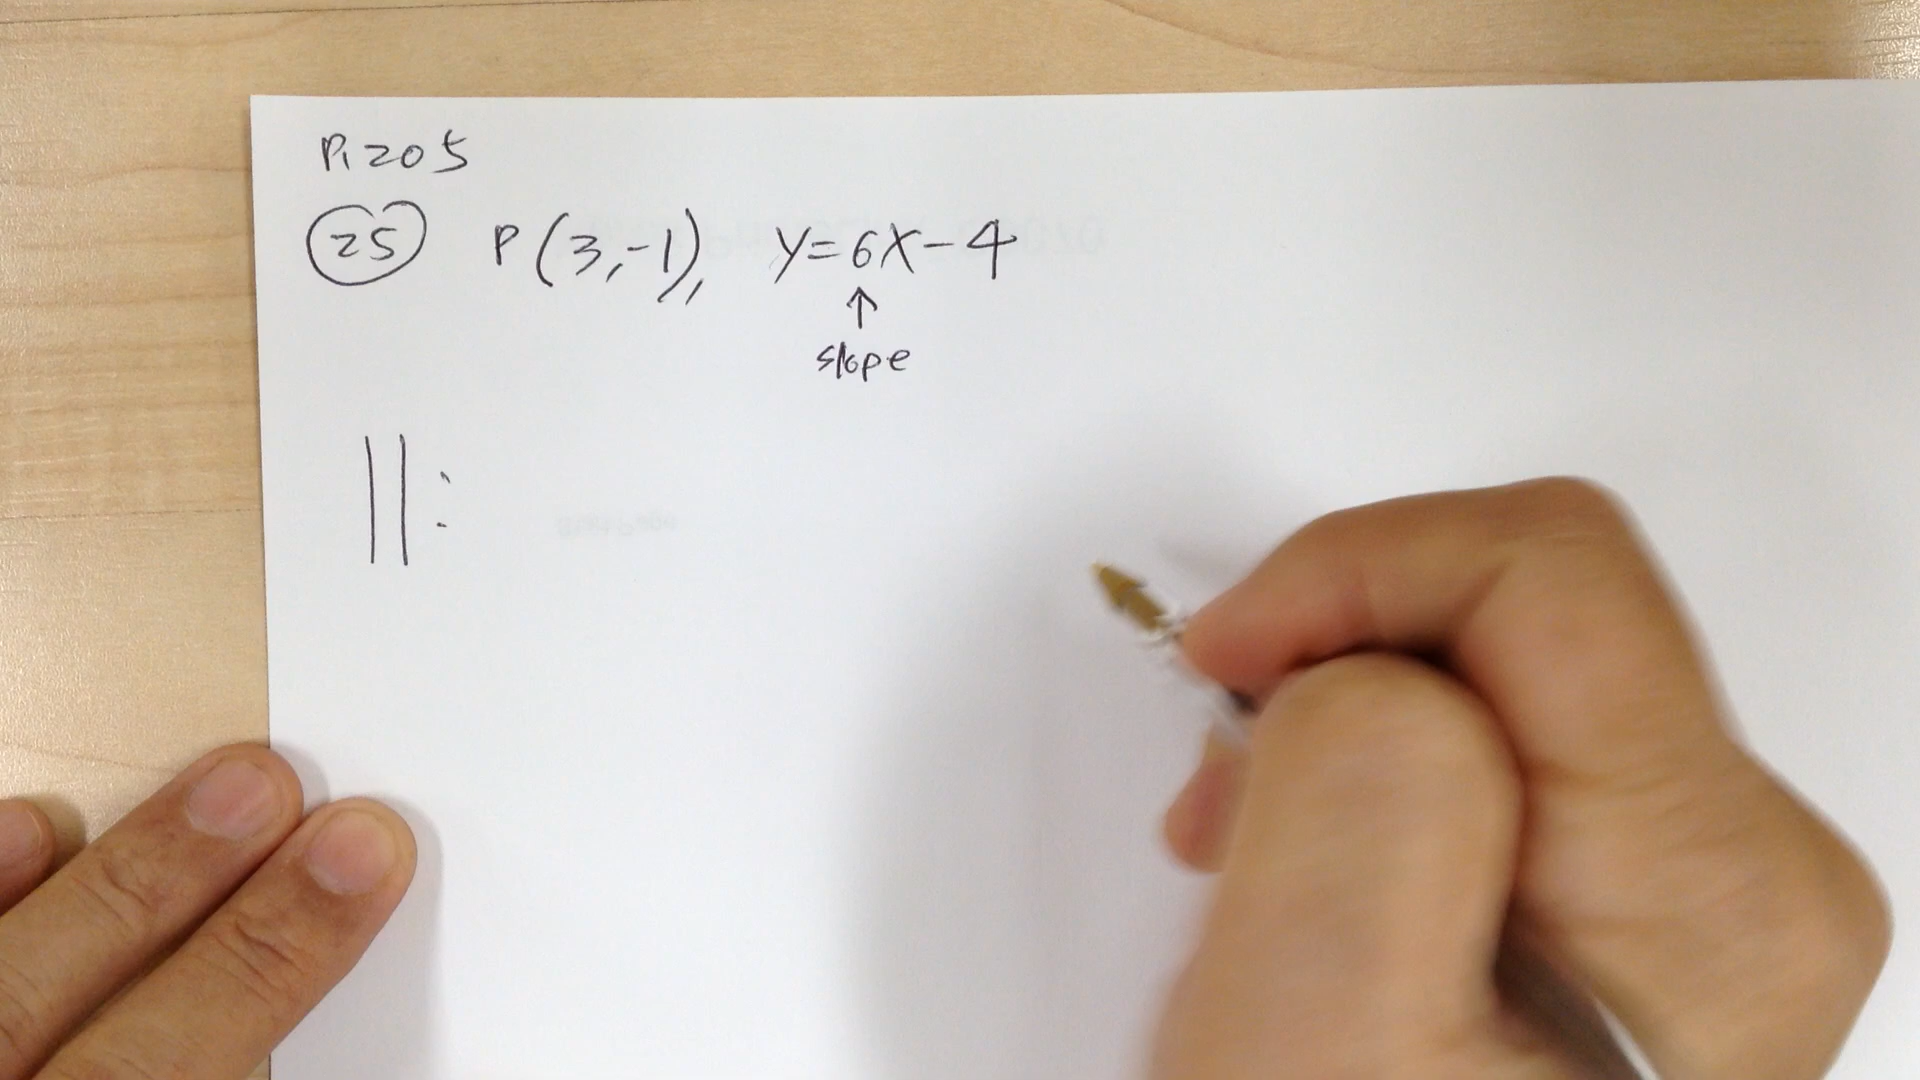 P. 205
25 P(3,-1), y=6x-4
↑
slope
||: